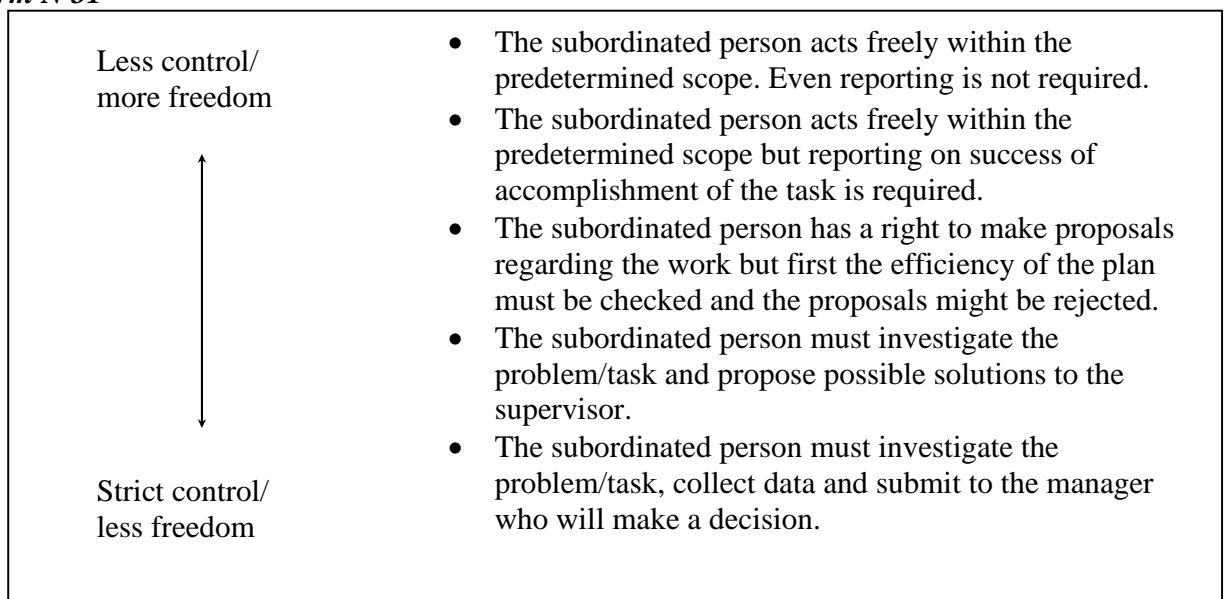 Less control/
more freedom
• The subordinated person acts freely within the
predetermined scope. Even reporting is not required.
• The subordinated person acts freely within the
predetermined scope but reporting on success of
accomplishment of the task is required.
• The subordinated person has a right to make proposals
regarding the work but first the efficiency of the plan
must be checked and the proposals might be rejected.
• The subordinated person must investigate the
problem/task and propose possible solutions to the
supervisor.
• The subordinated person must investigate the
problem/task, collect data and submit to the manager
who will make a decision.
Strict control/
less freedom